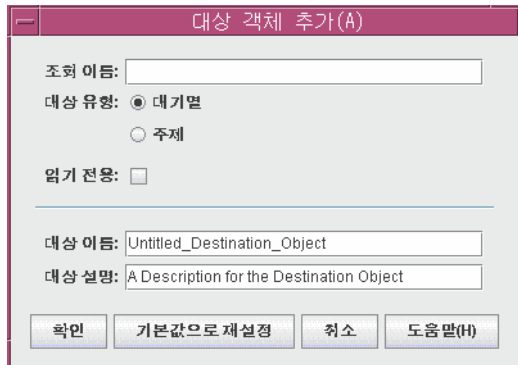 대상 객체 추가(A)
조회 이름:
대상 유형: 대기열
주제
읽기 전용:
대상 이름: Untitled_Destination_Object
대상 설명: A Description for the Destination Object
확인 기본값으로 재설정 취소 도움말(H)